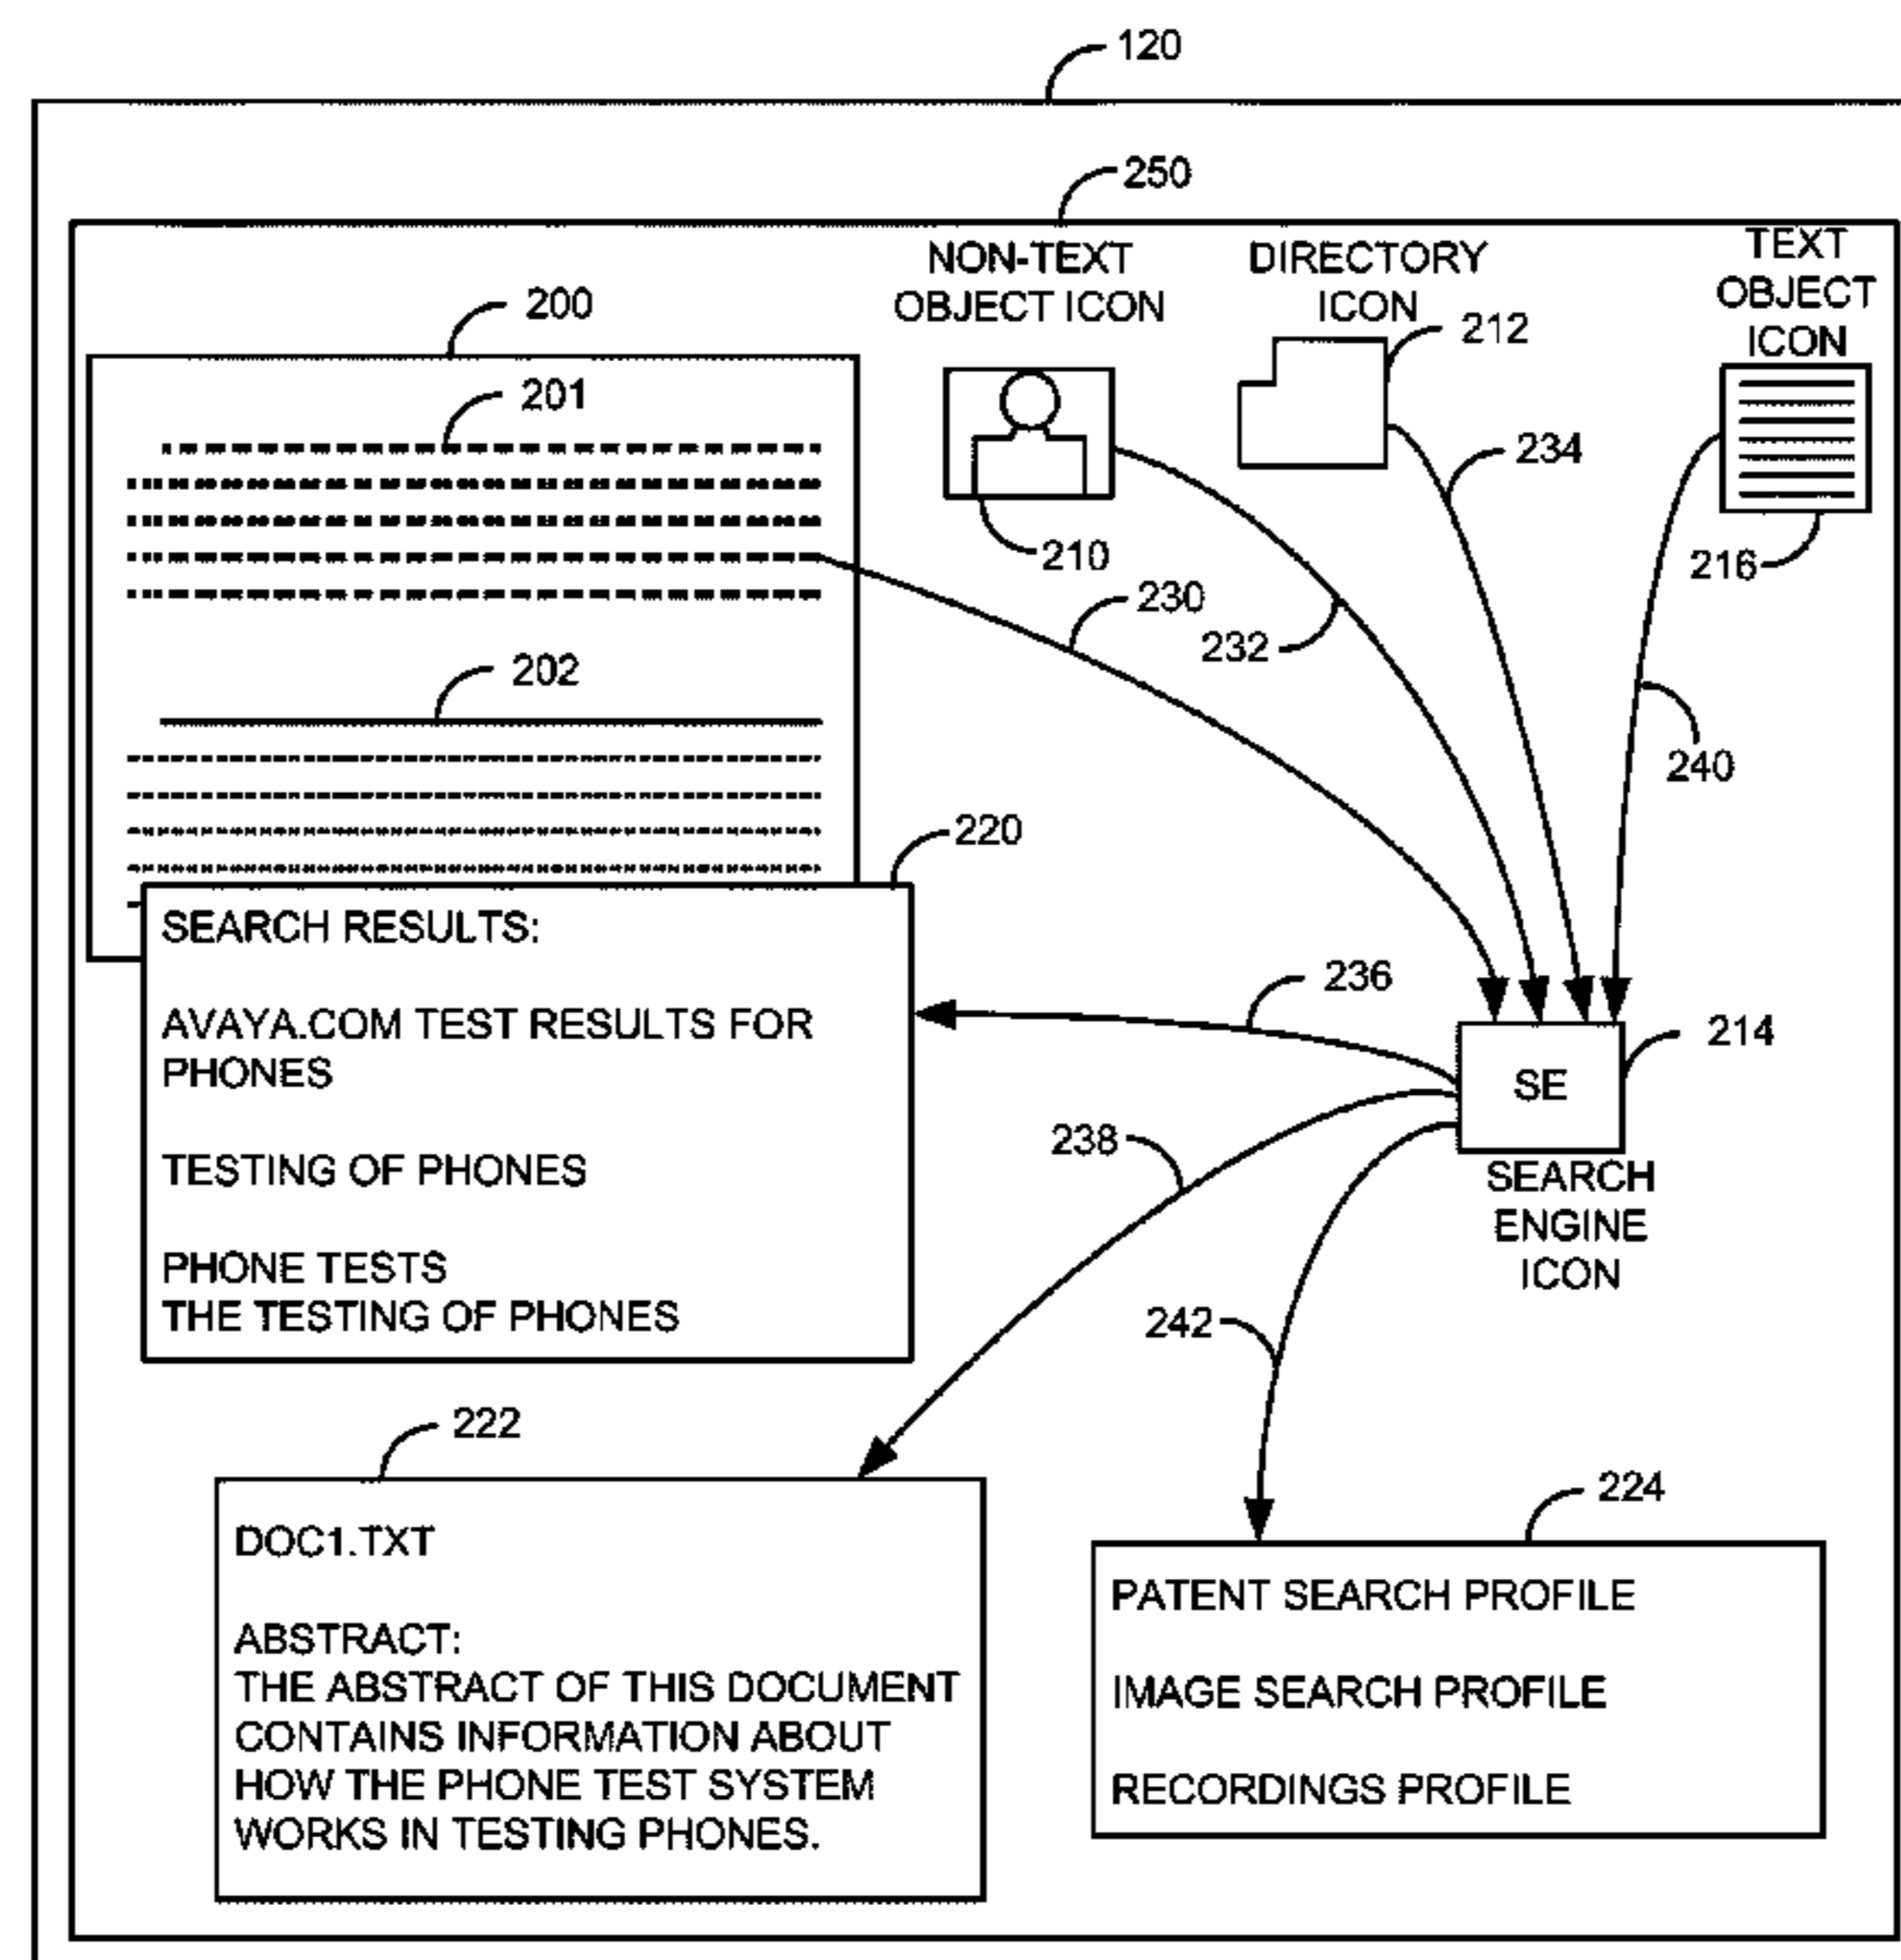 120
250
NON-TEXT
OBJECT ICON
DIRECTORY
ICON
TEXT
OBJECT
ICON
200
212
201
234
210
216
230
232
202
240
220
SEARCH RESULTS:
AVAYA.COM TEST RESULTS FOR
PHONES
TESTING OF PHONES
PHONE TESTS
THE TESTING OF PHONES
236
214
SE
SEARCH
ENGINE
ICON
238
242
222
DOC1.TXT
ABSTRACT:
THE ABSTRACT OF THIS DOCUMENT
CONTAINS INFORMATION ABOUT
HOW THE PHONE TEST SYSTEM
WORKS IN TESTING PHONES.
224
PATENT SEARCH PROFILE
IMAGE SEARCH PROFILE
RECORDINGS PROFILE